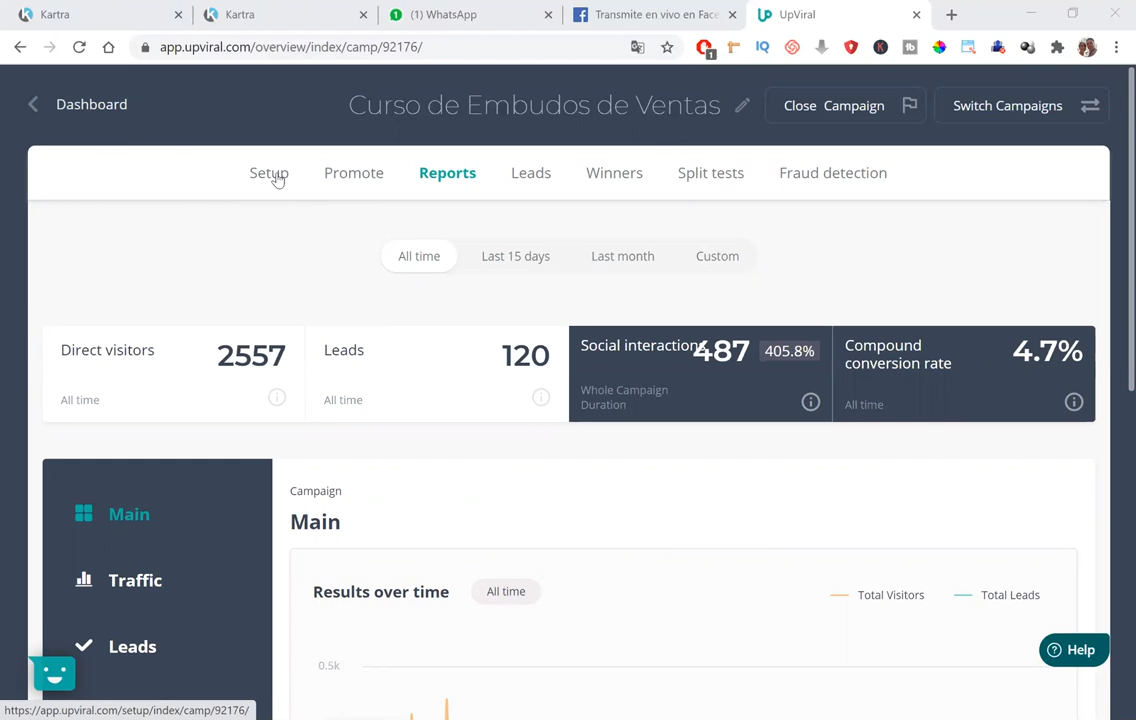 Kartra
Kartra
(1) WhatsApp
Transmite en vivo en Face
UpViral
app.upviral.com/overview/index/camp/92176/
1
IQ
K
tb
Dashboard
Curso de Embudos de Ventas
Close Campaign
Switch Campaigns
Setup
Promote
Reports
Leads
Winners
Split tests
Fraud detection
All time
Last 15 days
Last month
Custom
Direct visitors
2557
All time
Leads
120
All time
Social interactions
487
405.8%
Whole Campaign
Duration
Compound
conversion rate
4.7%
All time
Main
Traffic
Leads
Campaign
Main
Results over time
All time
Total Visitors
Total Leads
0.5k
Help
https://app.upviral.com/setup/index/camp/92176/